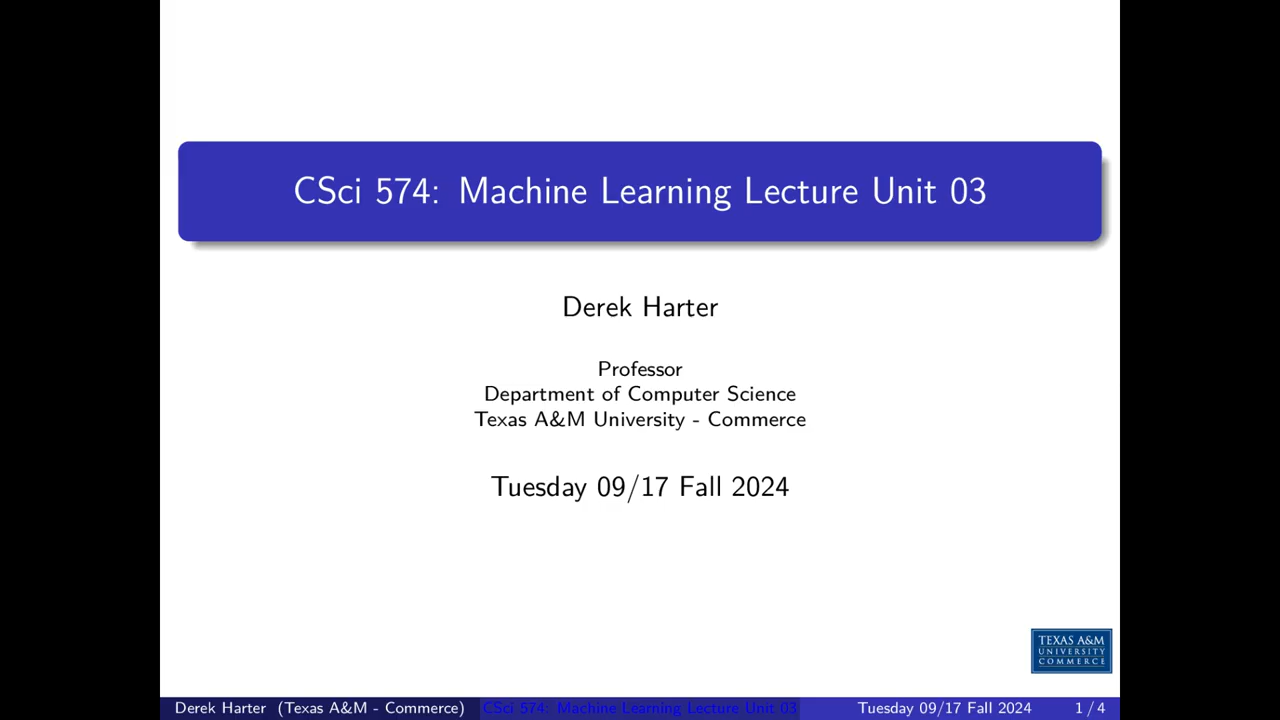 CSci 574: Machine Learning Lecture Unit 03
Derek Harter
Professor
Department of Computer Science
Texas A&M University - Commerce
Tuesday 09/17 Fall 2024
TEXAS A&M
UNIVERSITY
COMMERCE
Derek Harter (Texas A&M - Commerce) CSci 574: Machine Learning Lecture Unit 03 Tuesday 09/17 Fall 2024 1 / 4